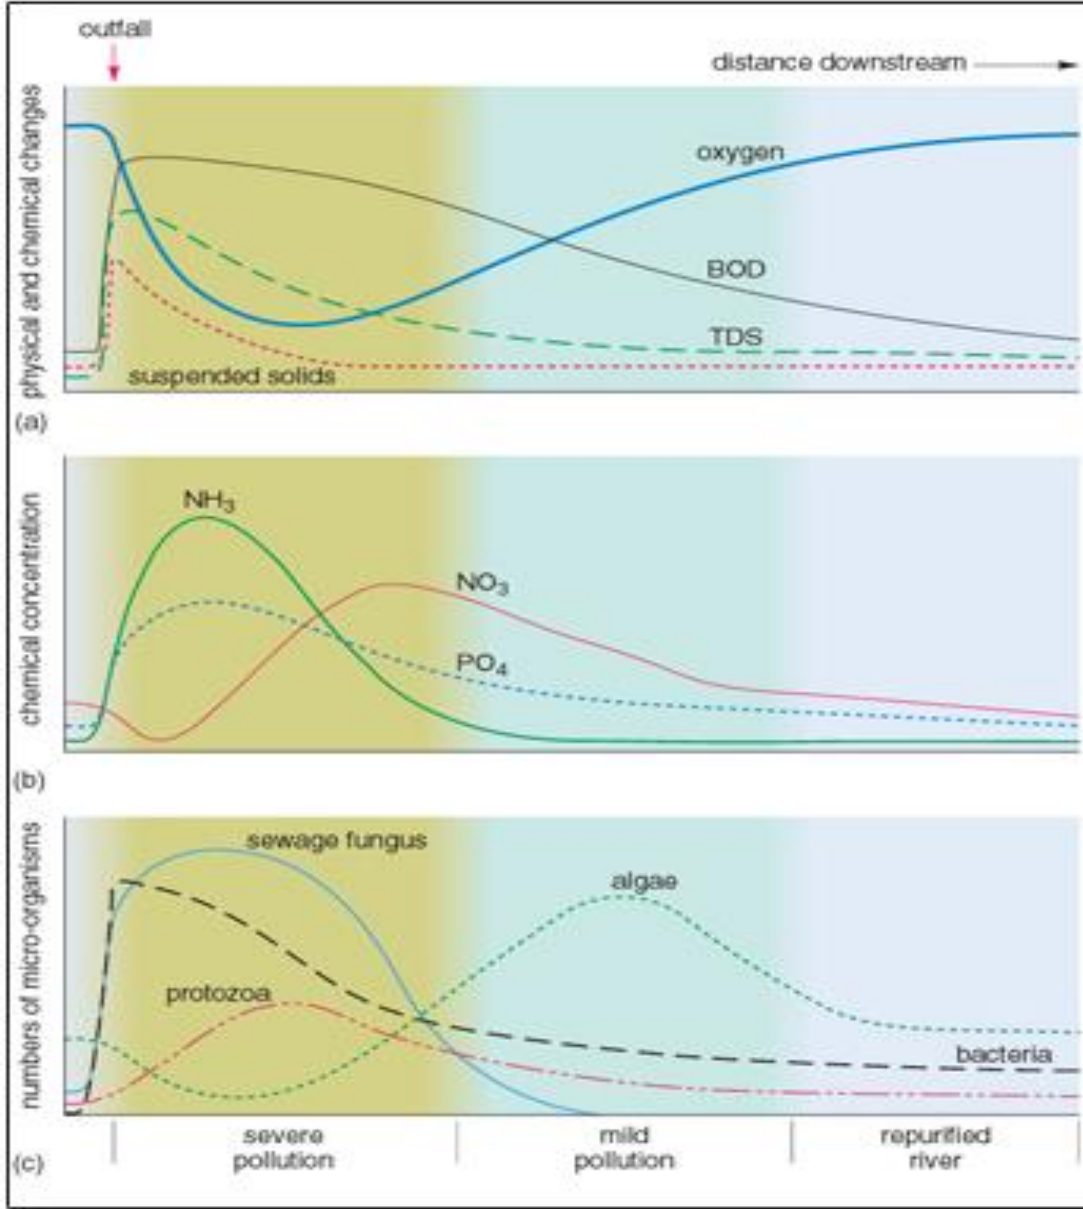 outfall
distance downstream
physical and chemical changes
oxygen
BOD
TDS
suspended solids
(a)
chemical concentration
NH₃
NO₃
PO₄
(b)
numbers of micro-organisms
sewage fungus
algae
protozoa
bacteria
(c)
severe
pollution
mild
pollution
repurified
river